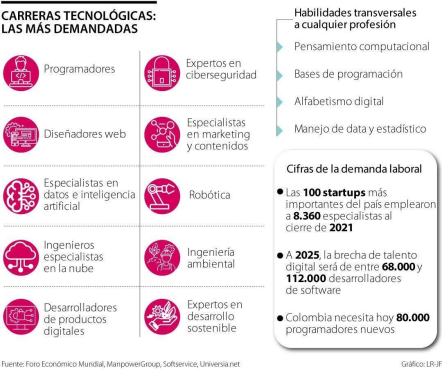 CARRERAS TECNOLÓGICAS:
LAS MÁS DEMANDADAS
Programadores
Expertos en
ciberseguridad
Diseñadores web
Especialistas
en marketing
y contenidos
Especialistas en
datos e inteligencia
artificial
Robótica
Ingenieros
especialistas
en la nube
Ingeniería
ambiental
Desarrolladores
de productos
digitales
Expertos en
desarrollo
sostenible
Habilidades transversales
a cualquier profesión
Pensamiento computacional
Bases de programación
Alfabetismo digital
Manejo de data y estadístico
Cifras de la demanda laboral
Las 100 startups más
importantes del país emplearon
a 8.360 especialistas al
cierre de 2021
A 2025, la brecha de talento
digital será de entre 68.000 y
112.000 desarrolladores
de software
Colombia necesita hoy 80.000
programadores nuevos
Fuente: Foro Económico Mundial, ManpowerGroup, Softservice, Universia.net
Gráfico: LR-JF